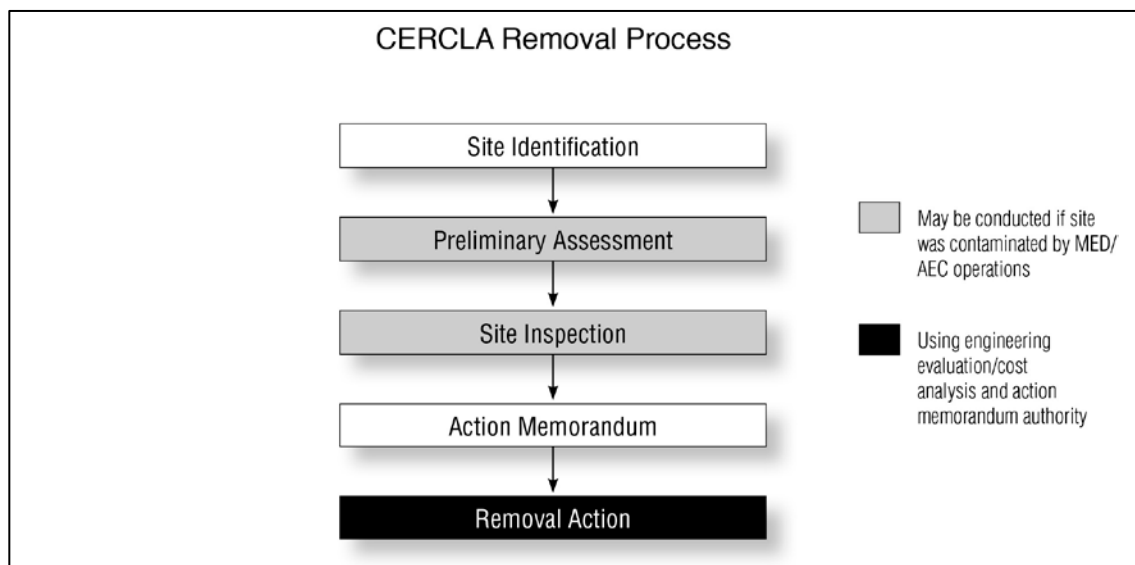 CERCLA Removal Process
Site Identification
Preliminary Assessment
Site Inspection
Action Memorandum
Removal Action
May be conducted if site
was contaminated by MED/
AEC operations
Using engineering
evaluation/cost
analysis and action
memorandum authority